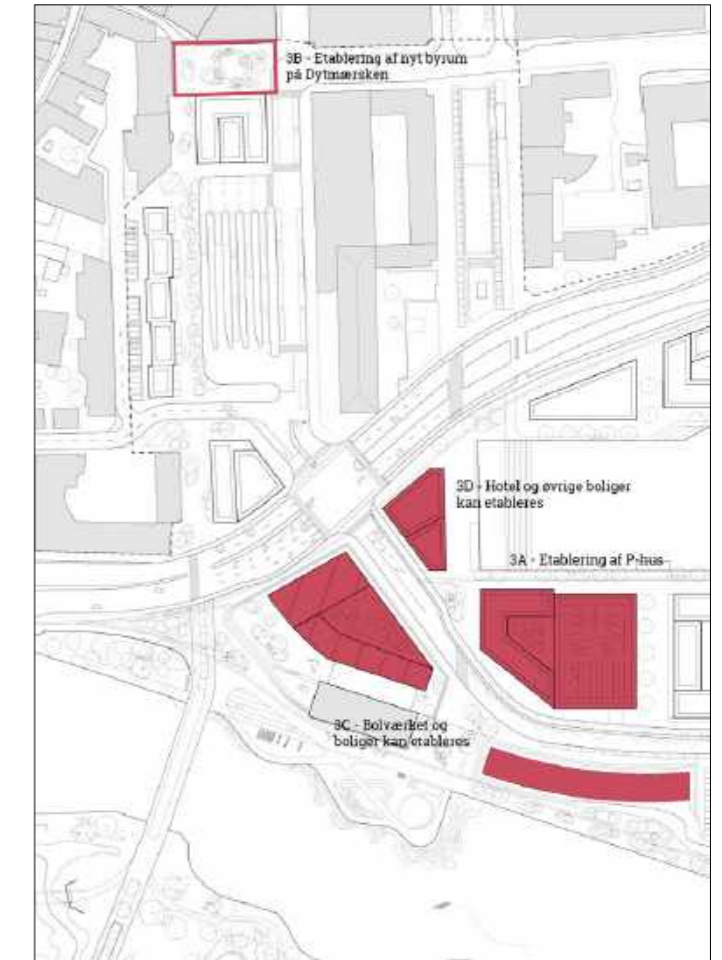 3B - Etablering af nyt byrum
på Dytmærsken
3D - Hotel og øvrige boliger
kan etableres
3A - Etablering af P-hus
3C - Bolværket og
boliger kan etableres